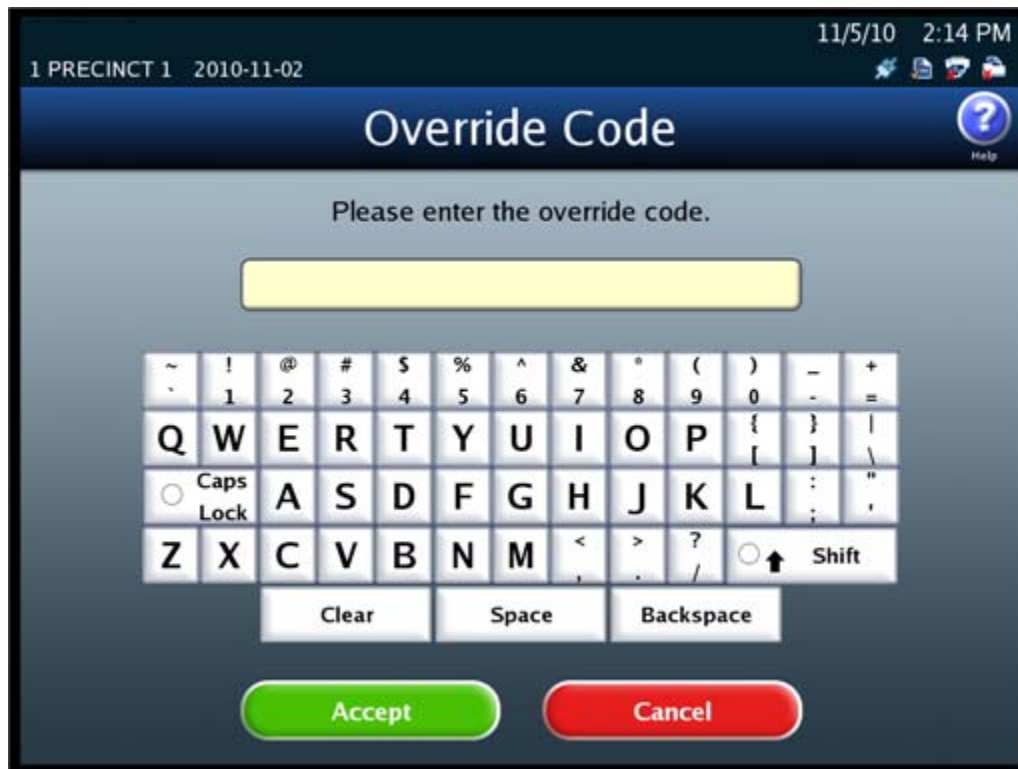 11/5/10 2:14 PM
1 PRECINCT 1 2010-11-02
Override Code
Help
Please enter the override code.
~ ! @ # $ % ^ & * ( ) _ +
` 1 2 3 4 5 6 7 8 9 0 - =
Q W E R T Y U I O P { [ } ] | \
Caps Lock A S D F G H J K L : ; " '
Z X C V B N M < , > . ? / Shift
Clear Space Backspace
Accept Cancel